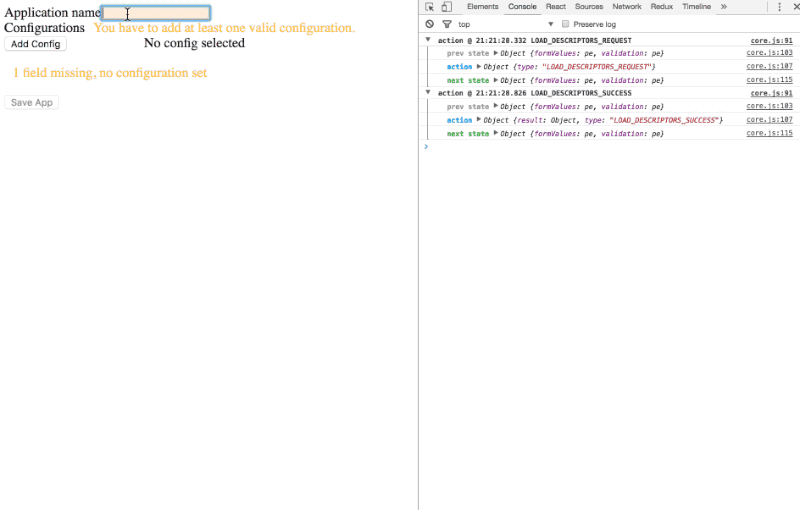 Application name
Configurations You have to add at least one valid configuration.
Add Config No config selected
1 field missing, no configuration set
Save App
Elements Console React Sources Network Redux Timeline »
top Preserve log
action @ 21:21:28.332 LOAD_DESCRIPTORS_REQUEST core.js:91
prev state Object {formValues: pe, validation: pe} core.js:103
action Object {type: "LOAD_DESCRIPTORS_REQUEST"} core.js:107
next state Object {formValues: pe, validation: pe} core.js:115
action @ 21:21:28.826 LOAD_DESCRIPTORS_SUCCESS core.js:91
prev state Object {formValues: pe, validation: pe} core.js:103
action Object {result: Object, type: "LOAD_DESCRIPTORS_SUCCESS"} core.js:107
next state Object {formValues: pe, validation: pe} core.js:115